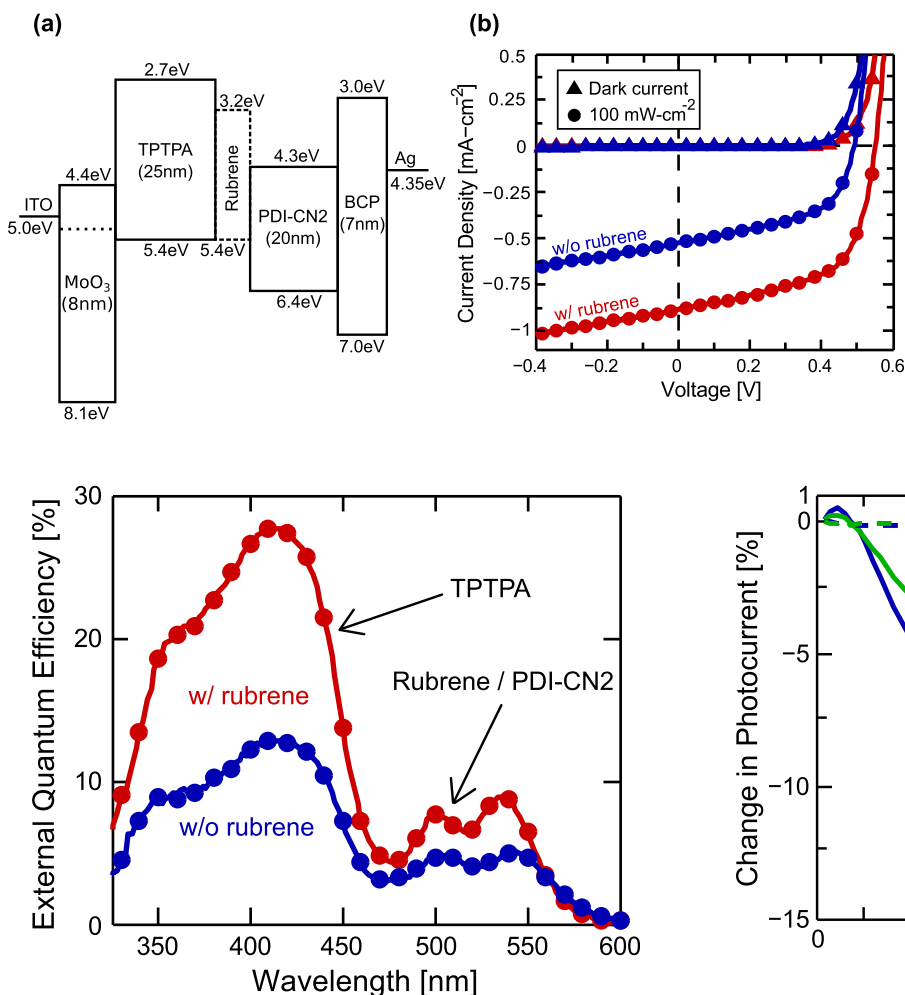 (a)
2.7eV
3.2eV
TPTPA
(25nm)
Rubrene
4.4eV
ITO
5.0eV
5.4eV
5.4eV
MoO3
(8nm)
8.1eV
4.3eV
PDI-CN2
(20nm)
6.4eV
3.0eV
BCP
(7nm)
7.0eV
Ag
4.35eV
(b)
Current Density [mA−cm−2]
0.5
0.25
0
−0.25
−0.5
−0.75
−1
Dark current
100 mW-cm-2
w/o rubrene
w/ rubrene
−0.4
−0.2
0
0.2
0.4
0.6
Voltage [V]
External Quantum Efficiency [%]
30
20
10
0
TPTPA
Rubrene / PDI-CN2
w/ rubrene
w/o rubrene
350
400
450
500
550
600
Wavelength [nm]
Change in Photocurrent [%]
1
0
−5
−10
−15
0